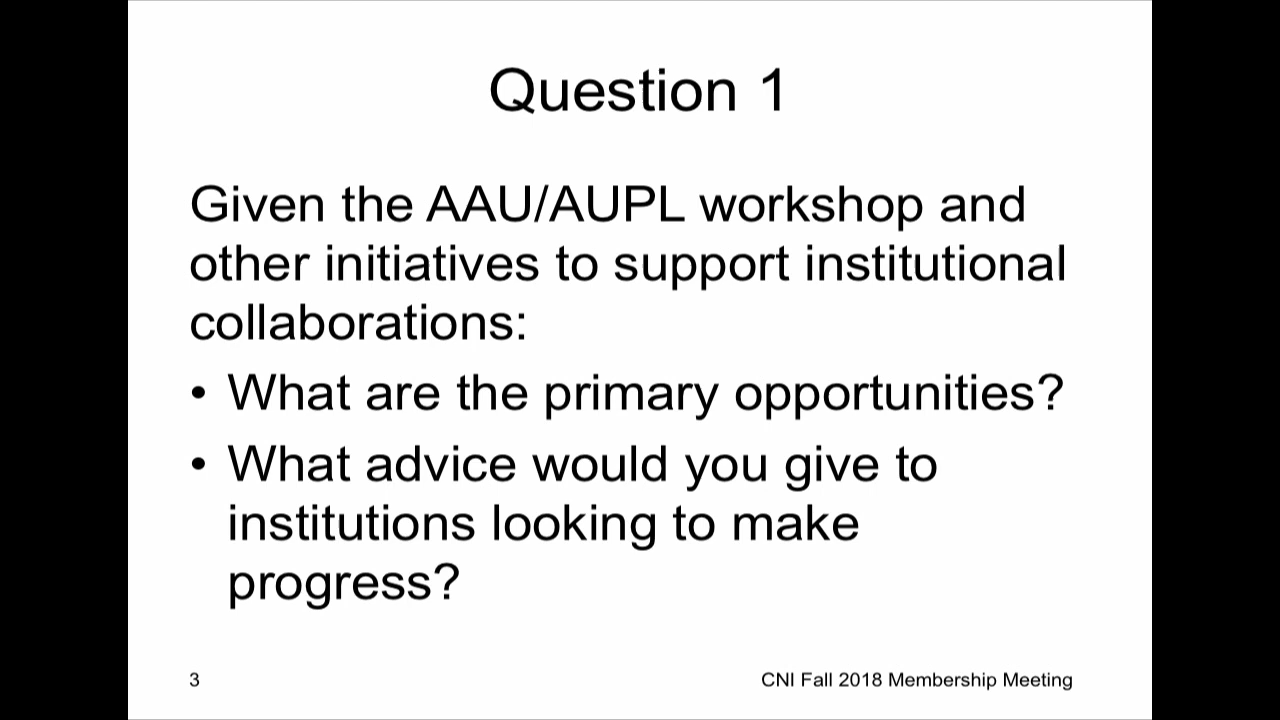 Question 1
Given the AAU/AUPL workshop and
other initiatives to support institutional
collaborations:
• What are the primary opportunities?
• What advice would you give to
institutions looking to make
progress?
3
CNI Fall 2018 Membership Meeting